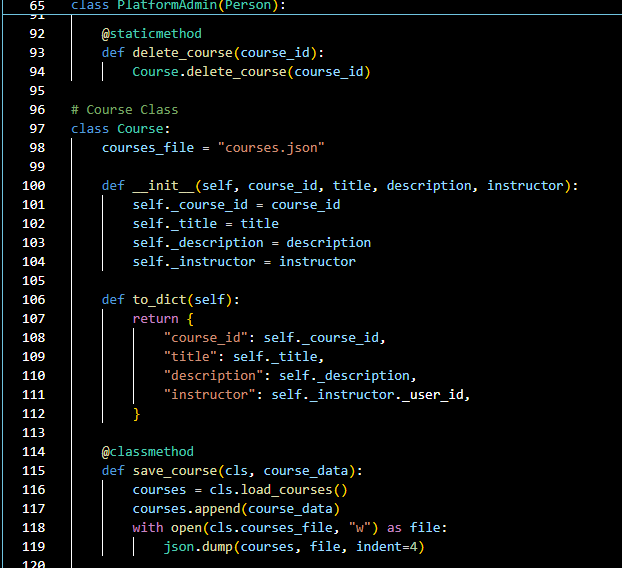 65 class PlatformAdmin(Person):
91
92 @staticmethod
93 def delete_course(course_id):
94 Course.delete_course(course_id)
95
96 # Course Class
97 class Course:
98 courses_file = "courses.json"
99
100 def __init__(self, course_id, title, description, instructor):
101 self._course_id = course_id
102 self._title = title
103 self._description = description
104 self._instructor = instructor
105
106 def to_dict(self):
107 return {
108 "course_id": self._course_id,
109 "title": self._title,
110 "description": self._description,
111 "instructor": self._instructor._user_id,
112 }
113
114 @classmethod
115 def save_course(cls, course_data):
116 courses = cls.load_courses()
117 courses.append(course_data)
118 with open(cls.courses_file, "w") as file:
119 json.dump(courses, file, indent=4)
120